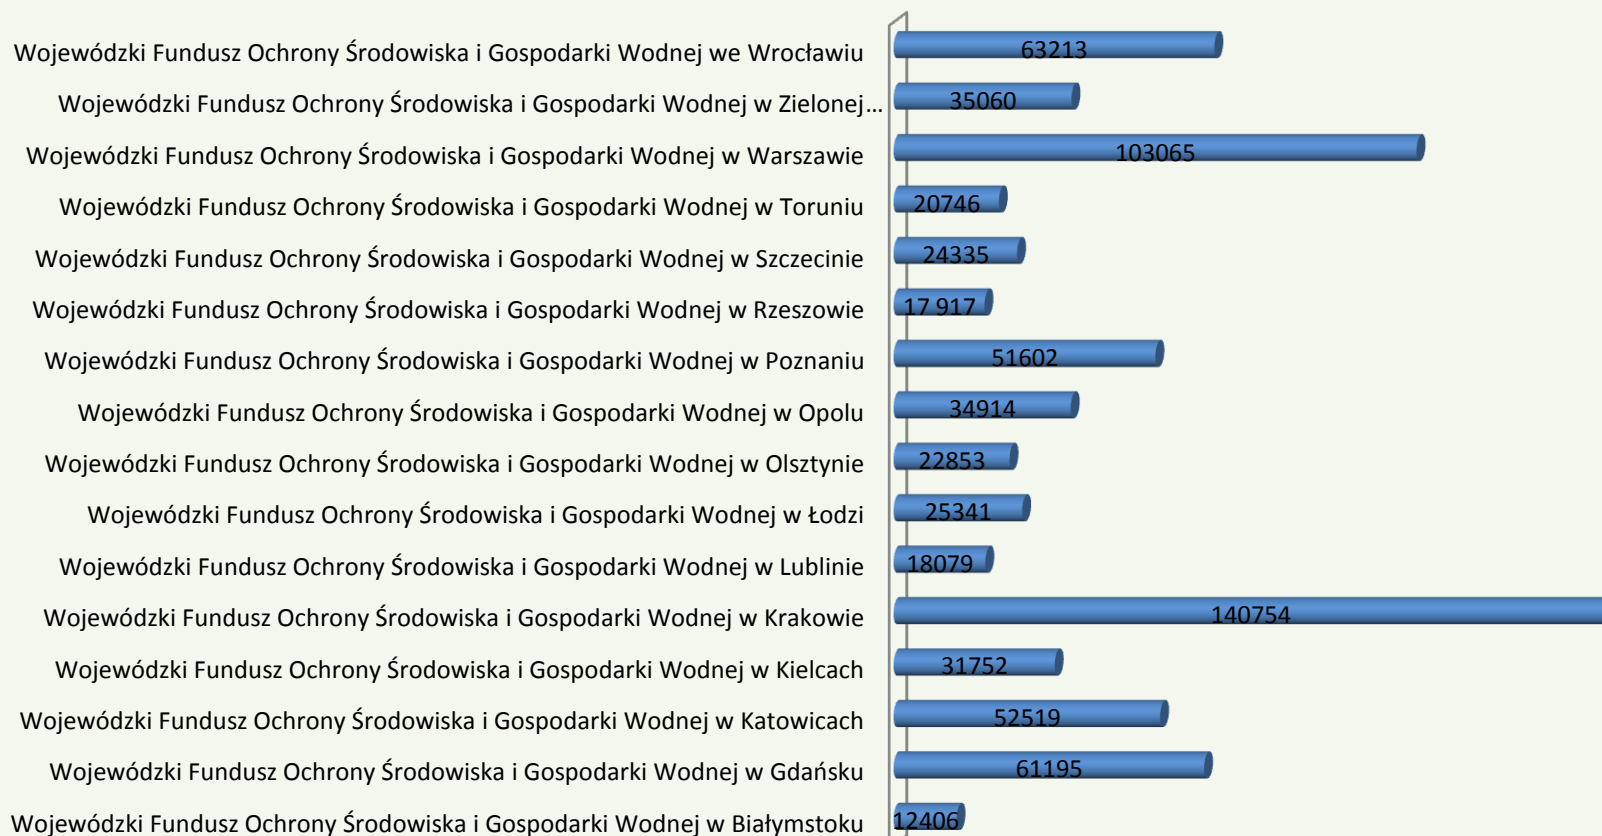 Wojewódzki Fundusz Ochrony Środowiska i Gospodarki Wodnej we Wrocławiu 63213
Wojewódzki Fundusz Ochrony Środowiska i Gospodarki Wodnej w Zielonej... 35060
Wojewódzki Fundusz Ochrony Środowiska i Gospodarki Wodnej w Warszawie 103065
Wojewódzki Fundusz Ochrony Środowiska i Gospodarki Wodnej w Toruniu 20746
Wojewódzki Fundusz Ochrony Środowiska i Gospodarki Wodnej w Szczecinie 24335
Wojewódzki Fundusz Ochrony Środowiska i Gospodarki Wodnej w Rzeszowie 17 917
Wojewódzki Fundusz Ochrony Środowiska i Gospodarki Wodnej w Poznaniu 51602
Wojewódzki Fundusz Ochrony Środowiska i Gospodarki Wodnej w Opolu 34914
Wojewódzki Fundusz Ochrony Środowiska i Gospodarki Wodnej w Olsztynie 22853
Wojewódzki Fundusz Ochrony Środowiska i Gospodarki Wodnej w Łodzi 25341
Wojewódzki Fundusz Ochrony Środowiska i Gospodarki Wodnej w Lublinie 18079
Wojewódzki Fundusz Ochrony Środowiska i Gospodarki Wodnej w Krakowie 140754
Wojewódzki Fundusz Ochrony Środowiska i Gospodarki Wodnej w Kielcach 31752
Wojewódzki Fundusz Ochrony Środowiska i Gospodarki Wodnej w Katowicach 52519
Wojewódzki Fundusz Ochrony Środowiska i Gospodarki Wodnej w Gdańsku 61195
Wojewódzki Fundusz Ochrony Środowiska i Gospodarki Wodnej w Białymstoku 12406